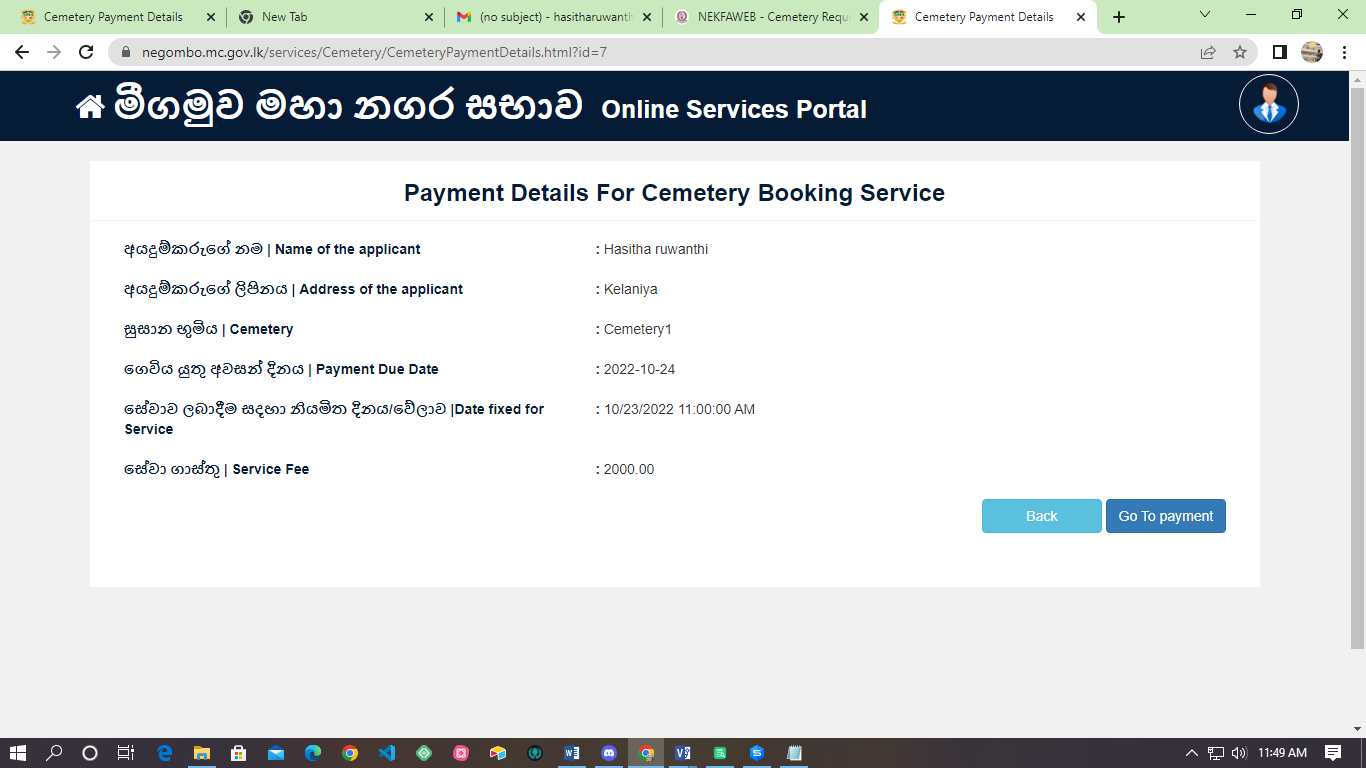 Cemetery Payment Details
New Tab
(no subject) - hasitharuwanth
NEKFAWEB - Cemetery Requ
Cemetery Payment Details
negombo.mc.gov.lk/services/Cemetery/CemeteryPaymentDetails.html?id=7
මීගමුව මහා නගර සභාව Online Services Portal
Payment Details For Cemetery Booking Service
අයදුම්කරුගේ නම | Name of the applicant : Hasitha ruwanthi
අයදුම්කරුගේ ලිපිනය | Address of the applicant : Kelaniya
සුසාන භූමිය | Cemetery : Cemetery1
ගෙවිය යුතු අවසන් දිනය | Payment Due Date : 2022-10-24
සේවාව ලබාදීම සදහා නියමිත දිනය/වේලාව |Date fixed for : 10/23/2022 11:00:00 AM
Service
සේවා ගාස්තු | Service Fee : 2000.00
Back Go To payment
11:49 AM